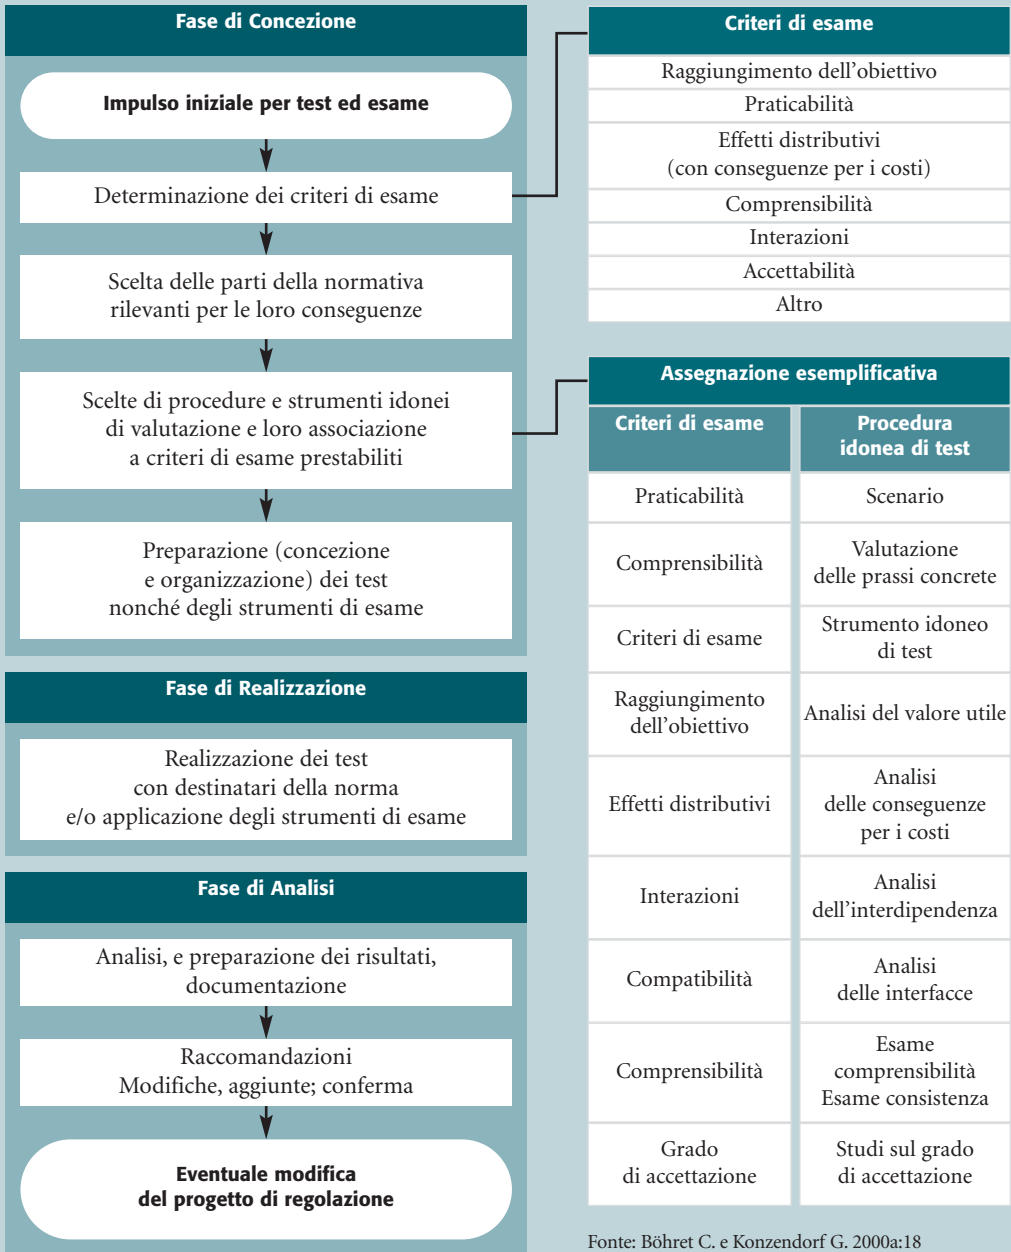 Fase di Concezione
Impulso iniziale per test ed esame
Determinazione dei criteri di esame
Scelta delle parti della normativa
rilevanti per le loro conseguenze
Scelte di procedure e strumenti idonei
di valutazione e loro associazione
a criteri di esame prestabiliti
Preparazione (concezione
e organizzazione) dei test
nonché degli strumenti di esame
Fase di Realizzazione
Realizzazione dei test
con destinatari della norma
e/o applicazione degli strumenti di esame
Fase di Analisi
Analisi, e preparazione dei risultati,
documentazione
Raccomandazioni
Modifiche, aggiunte; conferma
Eventuale modifica
del progetto di regolazione
Criteri di esame
Raggiungimento dell'obiettivo
Praticabilità
Effetti distributivi
(con conseguenze per i costi)
Comprensibilità
Interazioni
Accettabilità
Altro
Assegnazione esemplificativa
Criteri di esame
Procedura
idonea di test
Praticabilità
Scenario
Comprensibilità
Valutazione
delle prassi concrete
Criteri di esame
Strumento idoneo
di test
Raggiungimento
dell'obiettivo
Analisi del valore utile
Effetti distributivi
Analisi
delle conseguenze
per i costi
Interazioni
Analisi
dell'interdipendenza
Compatibilità
Analisi
delle interfacce
Comprensibilità
Esame
comprensibilità
Esame consistenza
Grado
di accettazione
Studi sul grado
di accettazione
Fonte: Böhret C. e Konzendorf G. 2000a:18